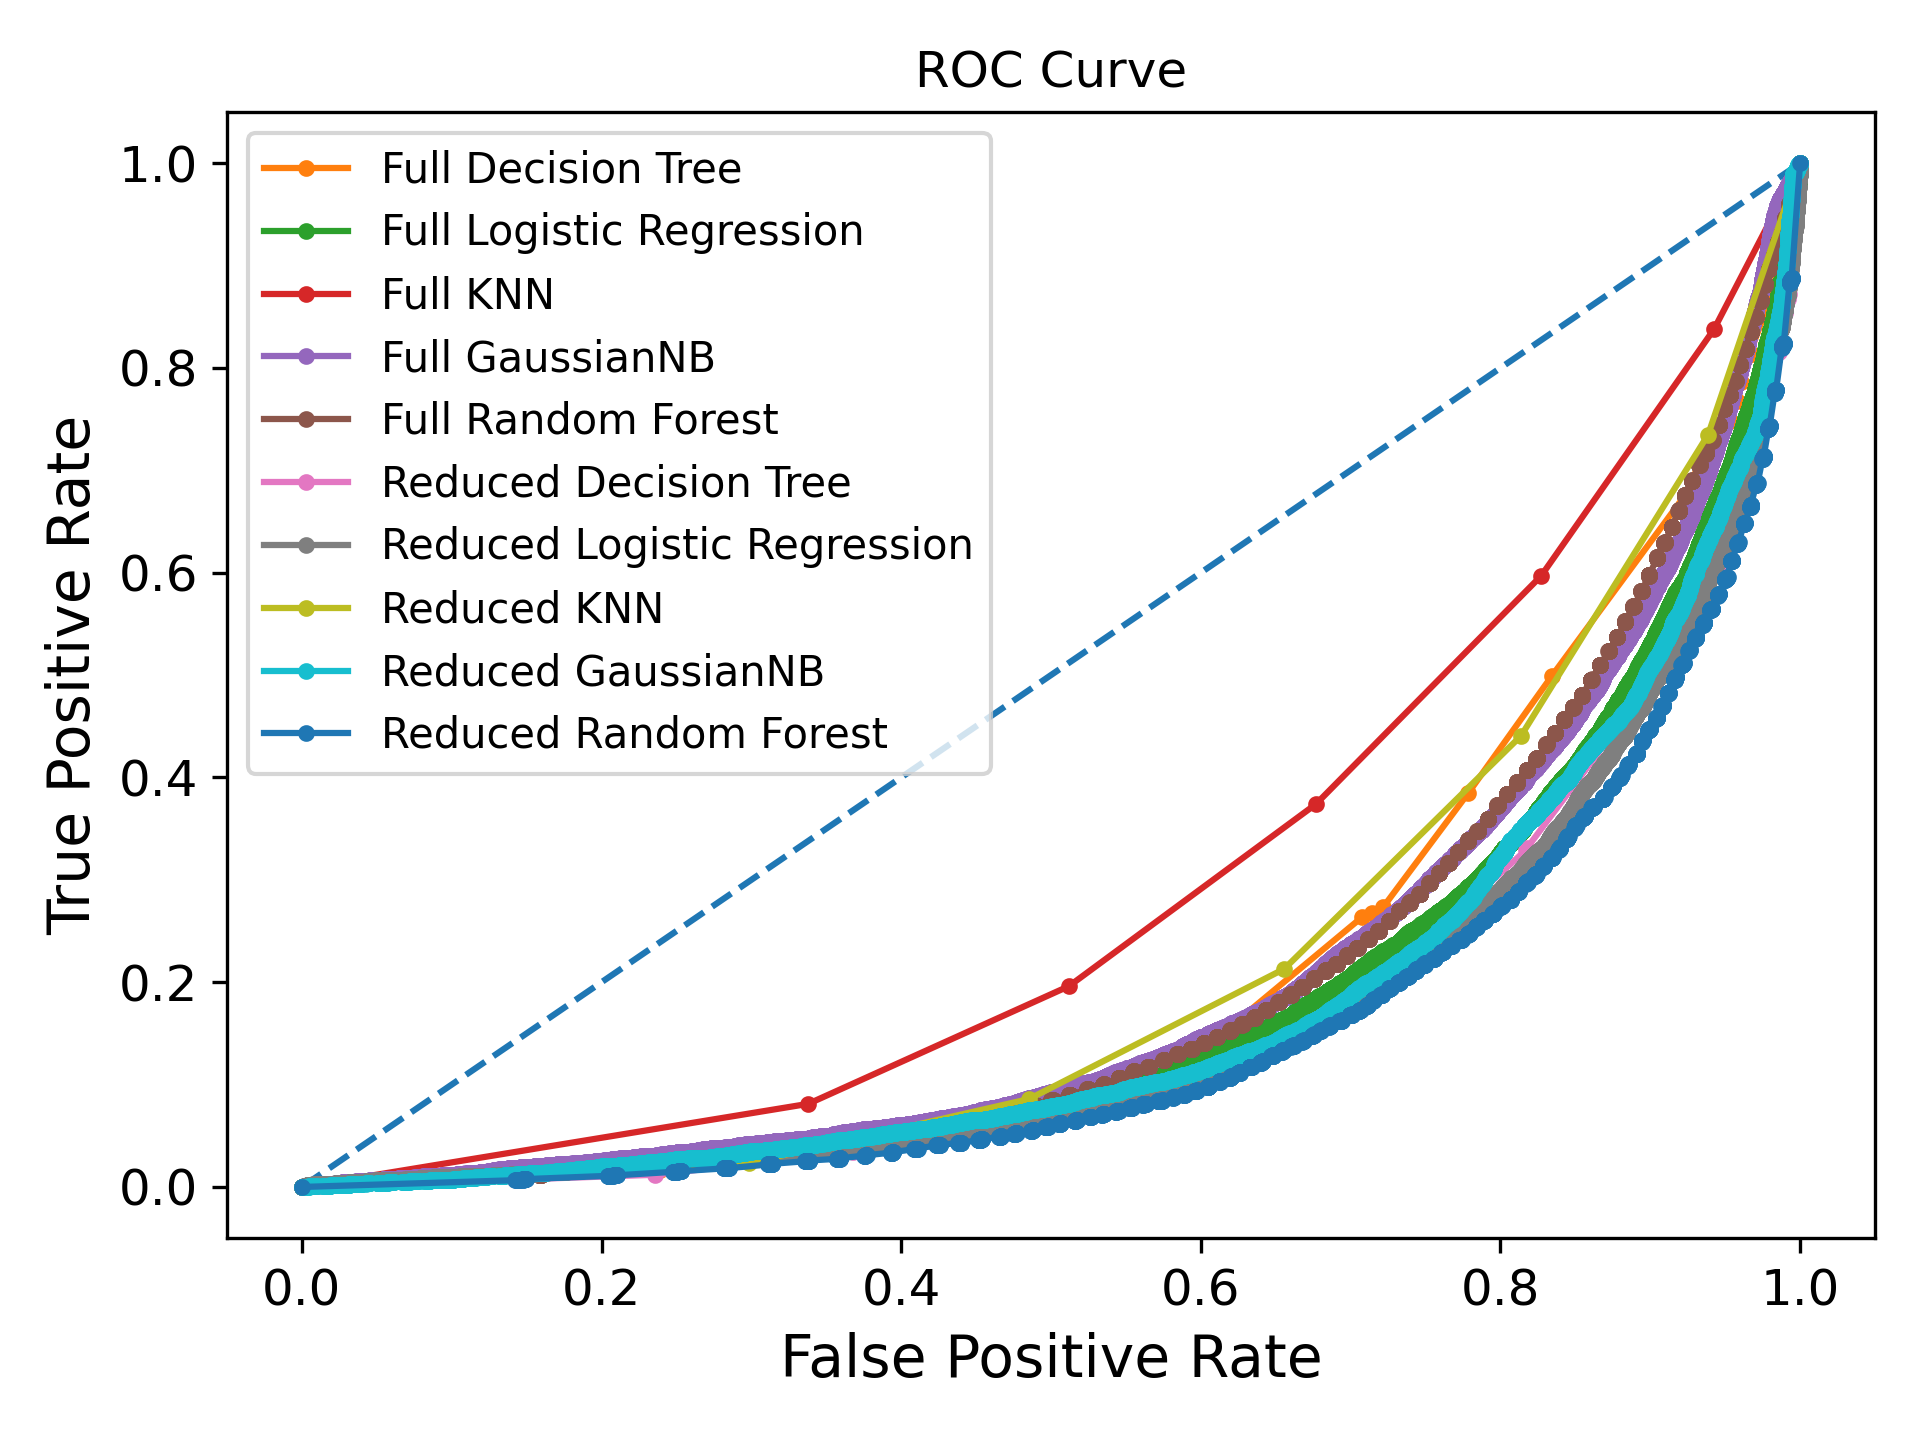 ROC Curve
Full Decision Tree
Full Logistic Regression
Full KNN
Full GaussianNB
Full Random Forest
Reduced Decision Tree
Reduced Logistic Regression
Reduced KNN
Reduced GaussianNB
Reduced Random Forest
True Positive Rate
1.0
0.8
0.6
0.4
0.2
0.0
0.0 0.2 0.4 0.6 0.8 1.0
False Positive Rate